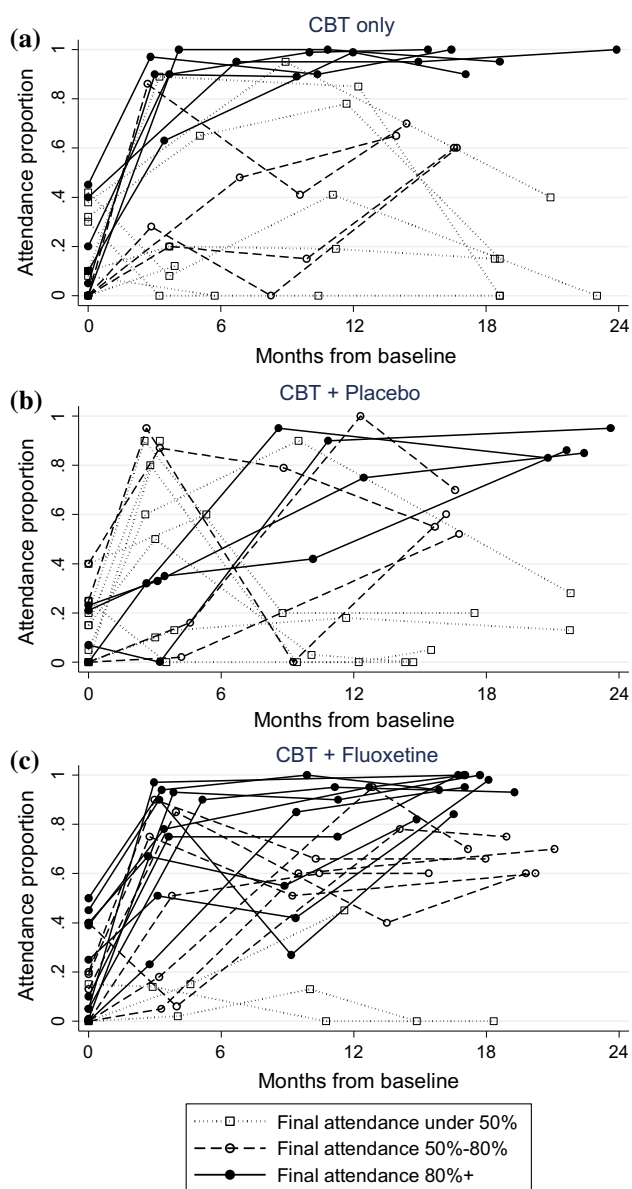 (a)
CBT only
Attendance proportion
1
.8
.6
.4
.2
0
0 6 12 18 24
Months from baseline
(b)
CBT + Placebo
Attendance proportion
1
.8
.6
.4
.2
0
0 6 12 18 24
Months from baseline
(c)
CBT + Fluoxetine
Attendance proportion
1
.8
.6
.4
.2
0
0 6 12 18 24
Months from baseline
Final attendance under 50%
Final attendance 50%-80%
Final attendance 80%+